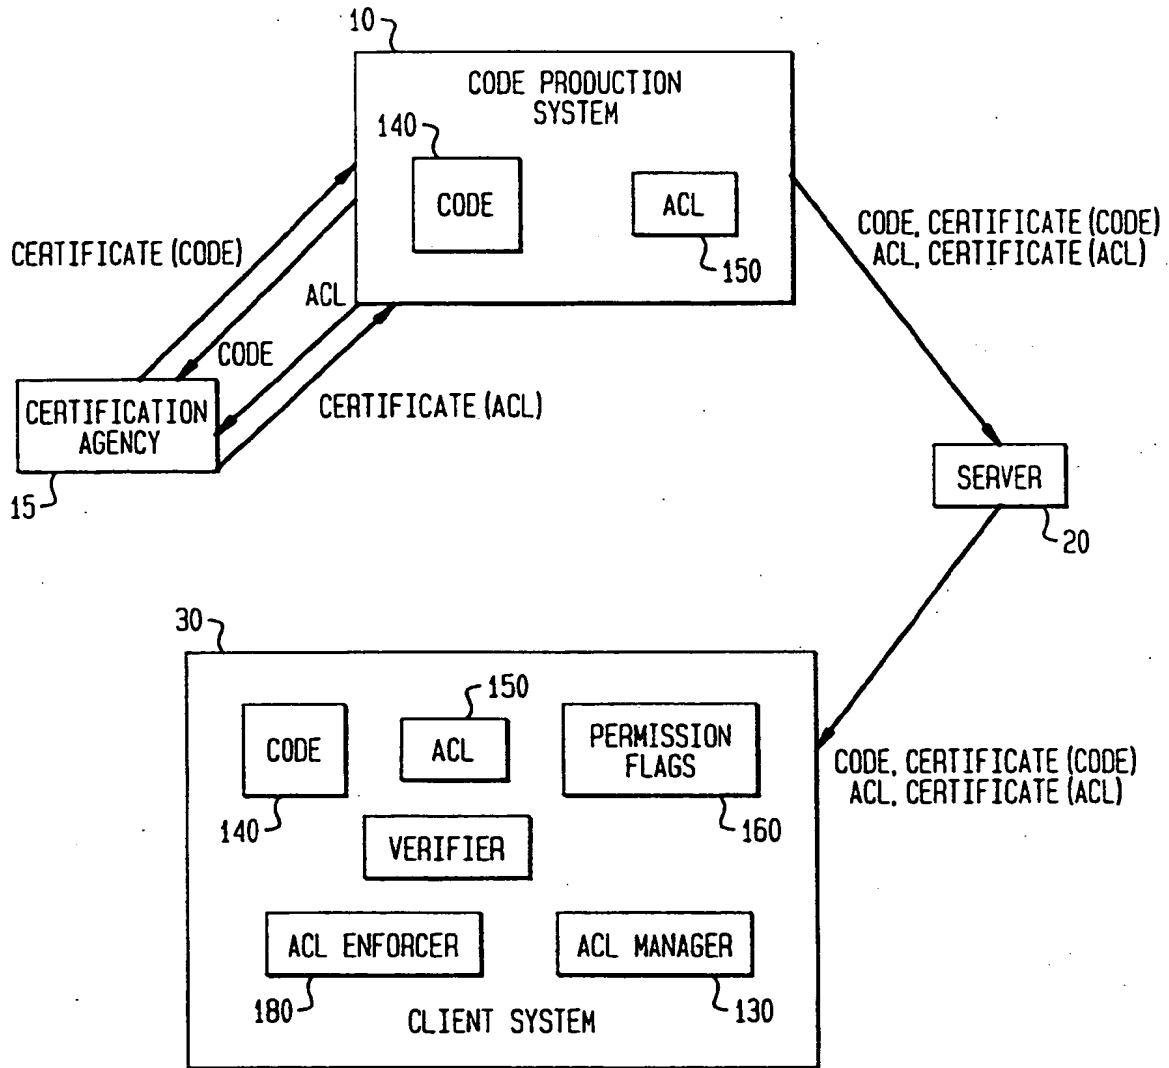 10
CODE PRODUCTION
SYSTEM
140
CODE
ACL
150
CERTIFICATE (CODE)
CODE, CERTIFICATE (CODE)
ACL, CERTIFICATE (ACL)
ACL
CODE
CERTIFICATE (ACL)
CERTIFICATION
AGENCY
15
SERVER
20
30
150
CODE
ACL
PERMISSION
FLAGS
140
160
CODE, CERTIFICATE (CODE)
ACL, CERTIFICATE (ACL)
VERIFIER
ACL ENFORCER
ACL MANAGER
180
130
CLIENT SYSTEM